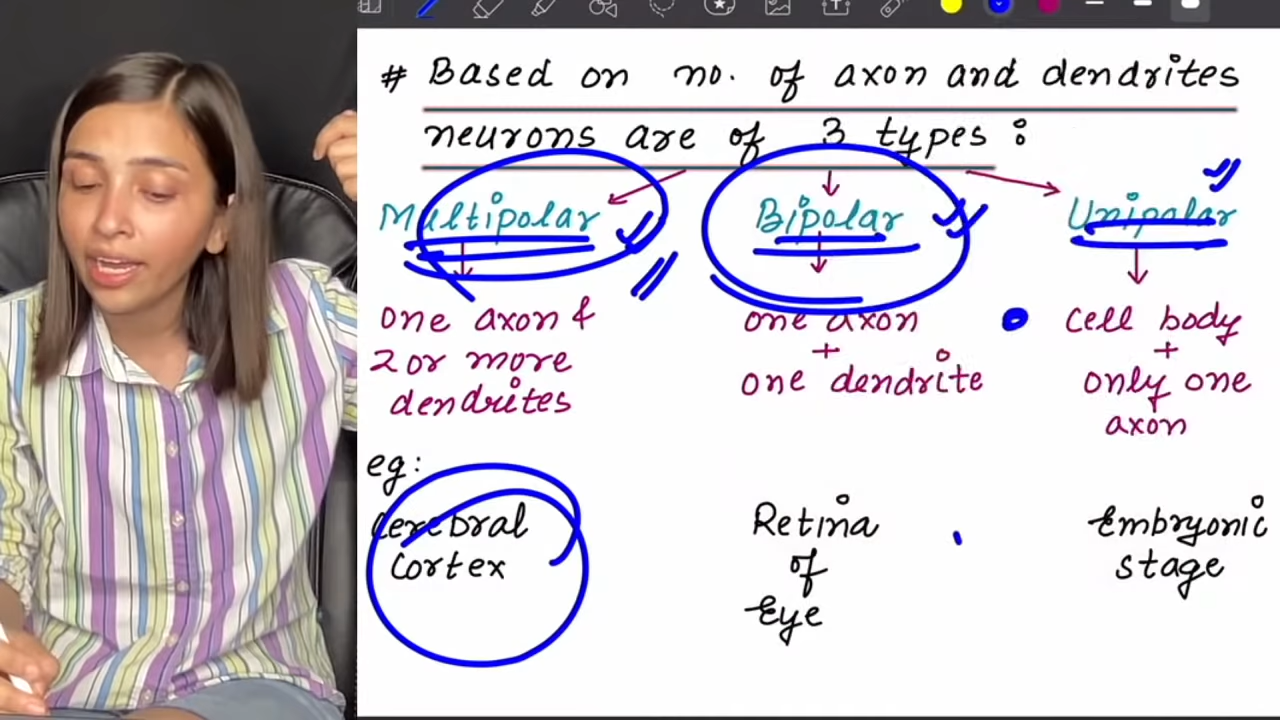 # Based on no. of axon and dendrites
neurons are of 3 types :
Multipolar
Bipolar
Unipolar
one axon &
2 or more
dendrites
one axon
+
one dendrite
cell body
+
only one
axon
eg:
Cerebral
Cortex
Retina
of
Eye
Embryonic
stage